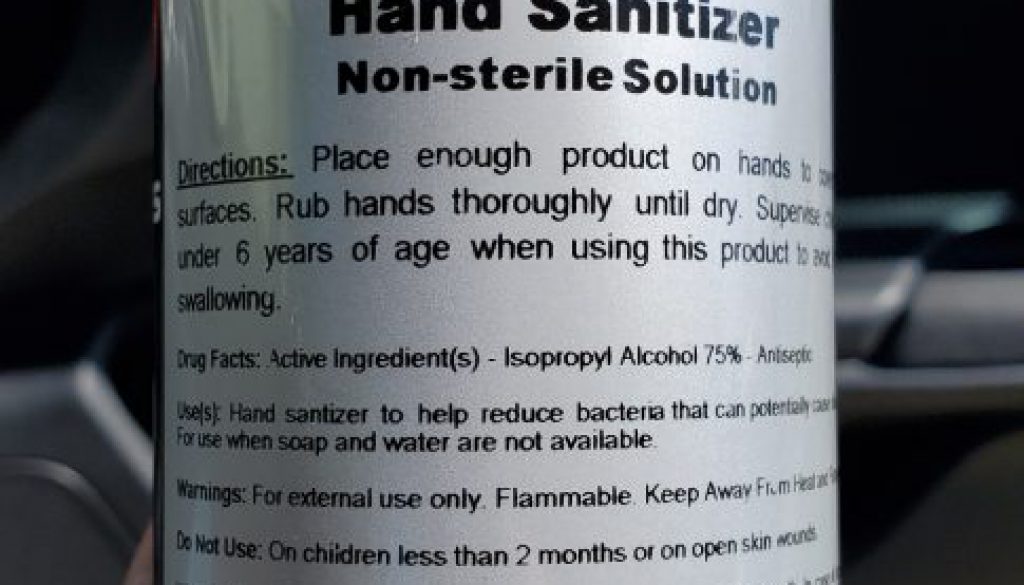 Hand Sanitizer
Non-sterile Solution
Directions: Place enough product on hands to
surfaces. Rub hands thoroughly until dry. Supervise
under 6 years of age when using this product to avoid
swallowing.
Drug Facts: Active Ingredient(s) - Isopropyl Alcohol 75% - Antiseptic
Use(s): Hand santizer to help reduce bacteria that can potentially cause
For use when soap and water are not available.
Warnings: For external use only. Flammable. Keep Away From Heat and
Do Not Use: On children less than 2 months or on open skin wounds